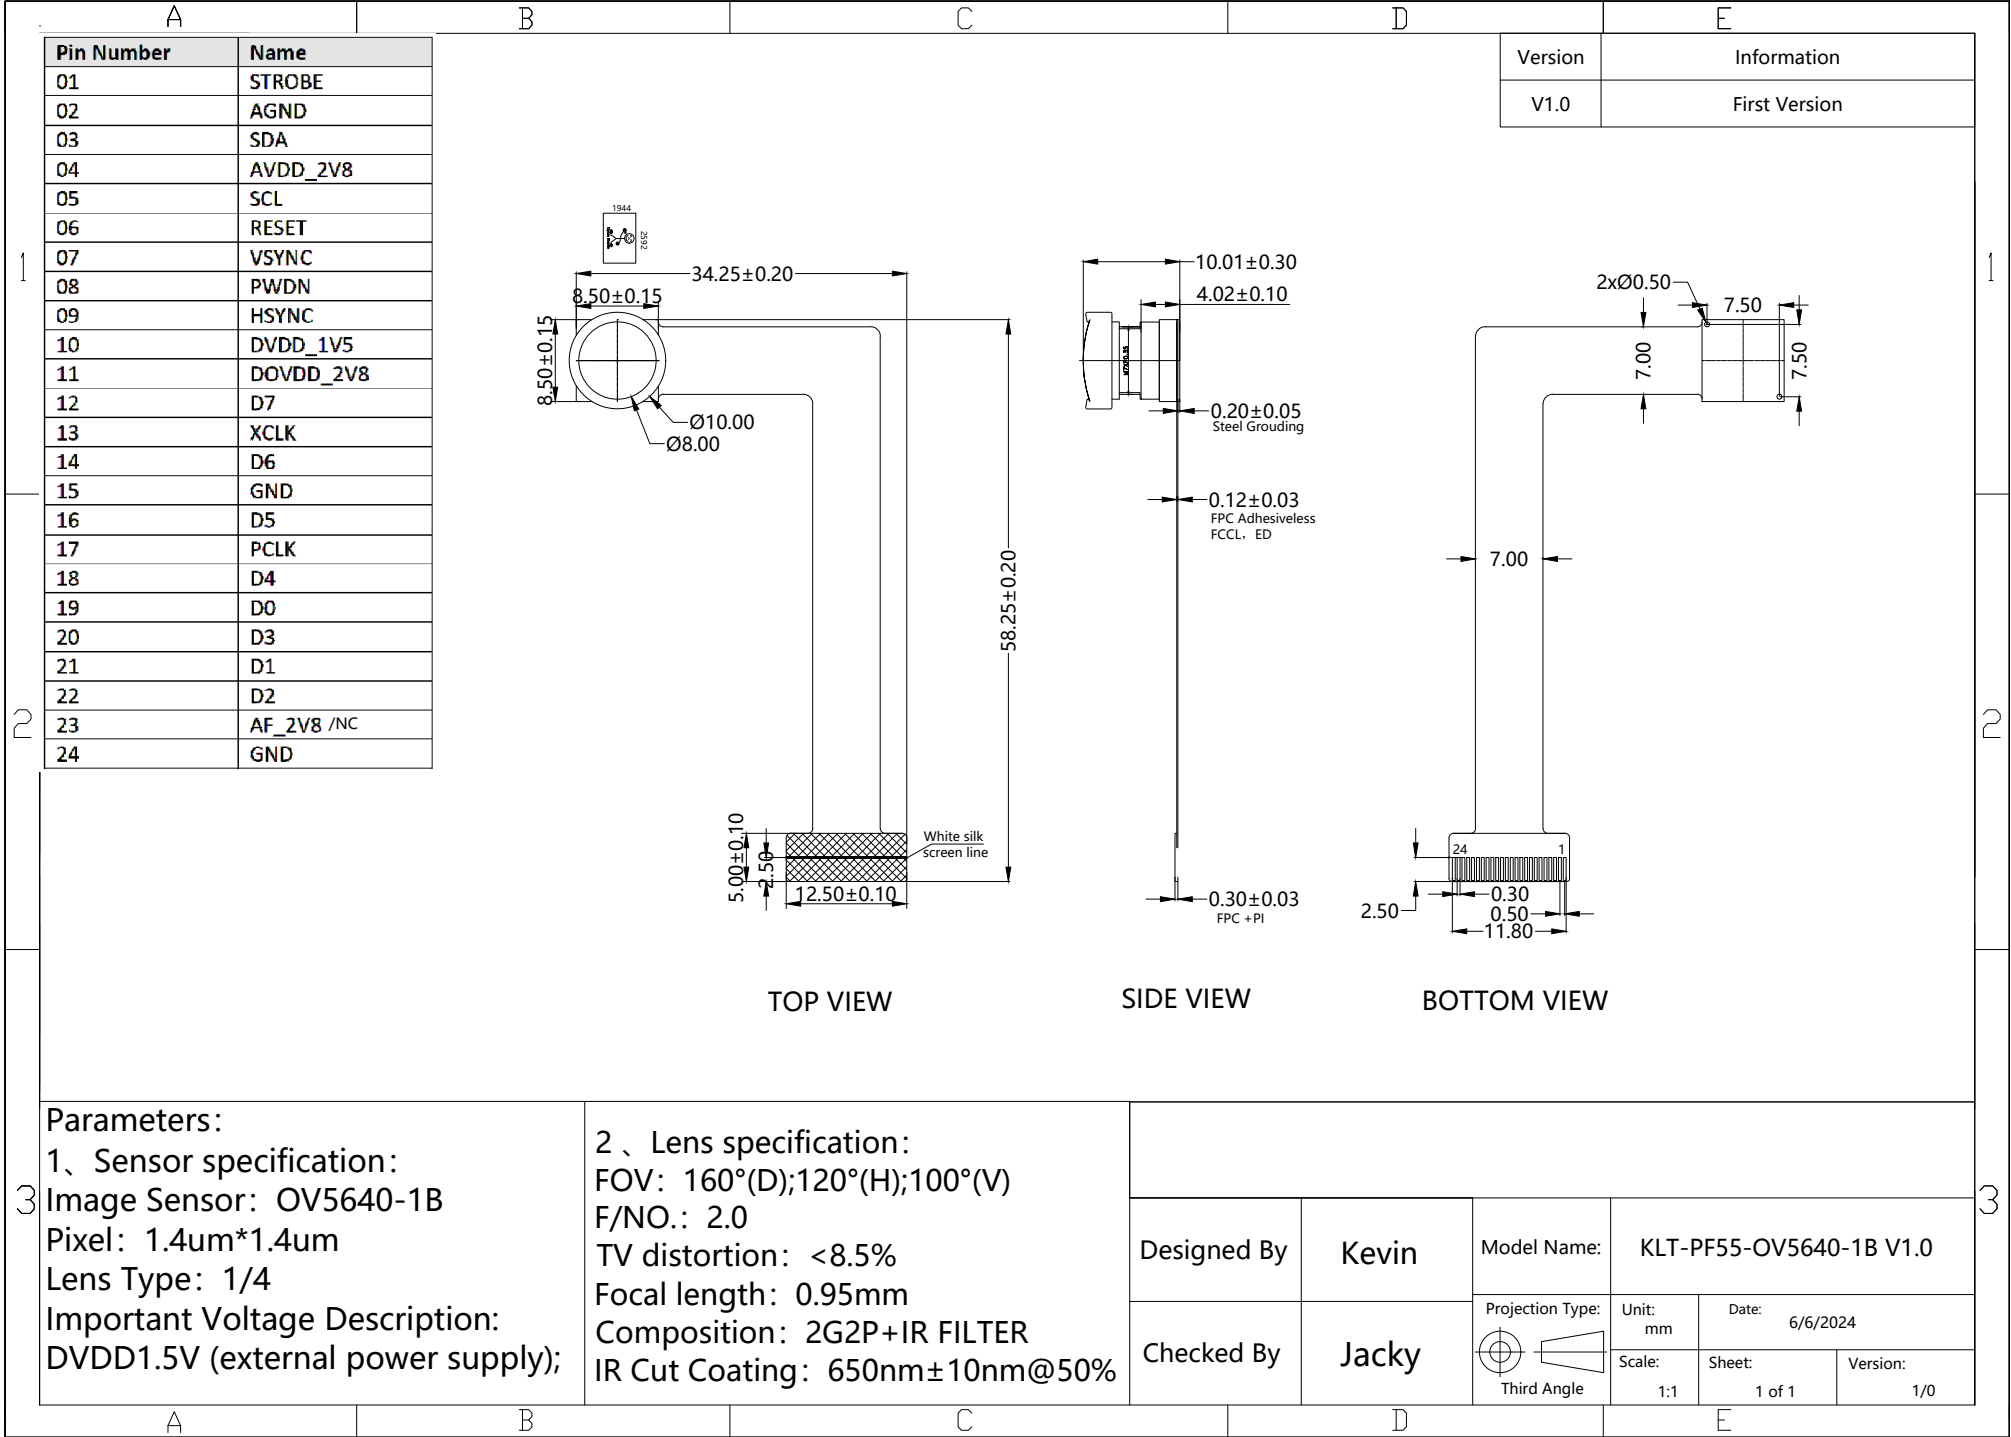 A B C D E
Pin Number Name
01 STROBE
02 AGND
03 SDA
04 AVDD_2V8
05 SCL
06 RESET
07 VSYNC
08 PWDN
09 HSYNC
10 DVDD_1V5
11 DOVDD_2V8
12 D7
13 XCLK
14 D6
15 GND
16 D5
17 PCLK
18 D4
19 D0
20 D3
21 D1
22 D2
23 AF_2V8 /NC
24 GND
Version Information
V1.0 First Version
1 1
2 2
3 3
1944
2592
34.25±0.20
8.50±0.15
8.50±0.15
Ø10.00
Ø8.00
58.25±0.20
White silk
screen line
5.00±0.10
2.50
12.50±0.10
TOP VIEW
10.01±0.30
4.02±0.10
0.20±0.05
Steel Grouding
0.12±0.03
FPC Adhesiveless
FCCL，ED
0.30±0.03
FPC +PI
SIDE VIEW
2xØ0.50
7.50
7.50
7.00
7.00
24 1
2.50
0.30
0.50
11.80
BOTTOM VIEW
Parameters：
1、Sensor specification：
Image Sensor：OV5640-1B
Pixel：1.4um*1.4um
Lens Type：1/4
Important Voltage Description:
DVDD1.5V (external power supply);
2 、Lens specification：
FOV：160°(D);120°(H);100°(V)
F/NO.：2.0
TV distortion：<8.5%
Focal length：0.95mm
Composition：2G2P+IR FILTER
IR Cut Coating：650nm±10nm@50%
Designed By Kevin
Checked By Jacky
Model Name: KLT-PF55-OV5640-1B V1.0
Projection Type:
Third Angle
Unit:
mm
Date:
6/6/2024
Scale:
1:1
Sheet:
1 of 1
Version:
1/0
A B C D E